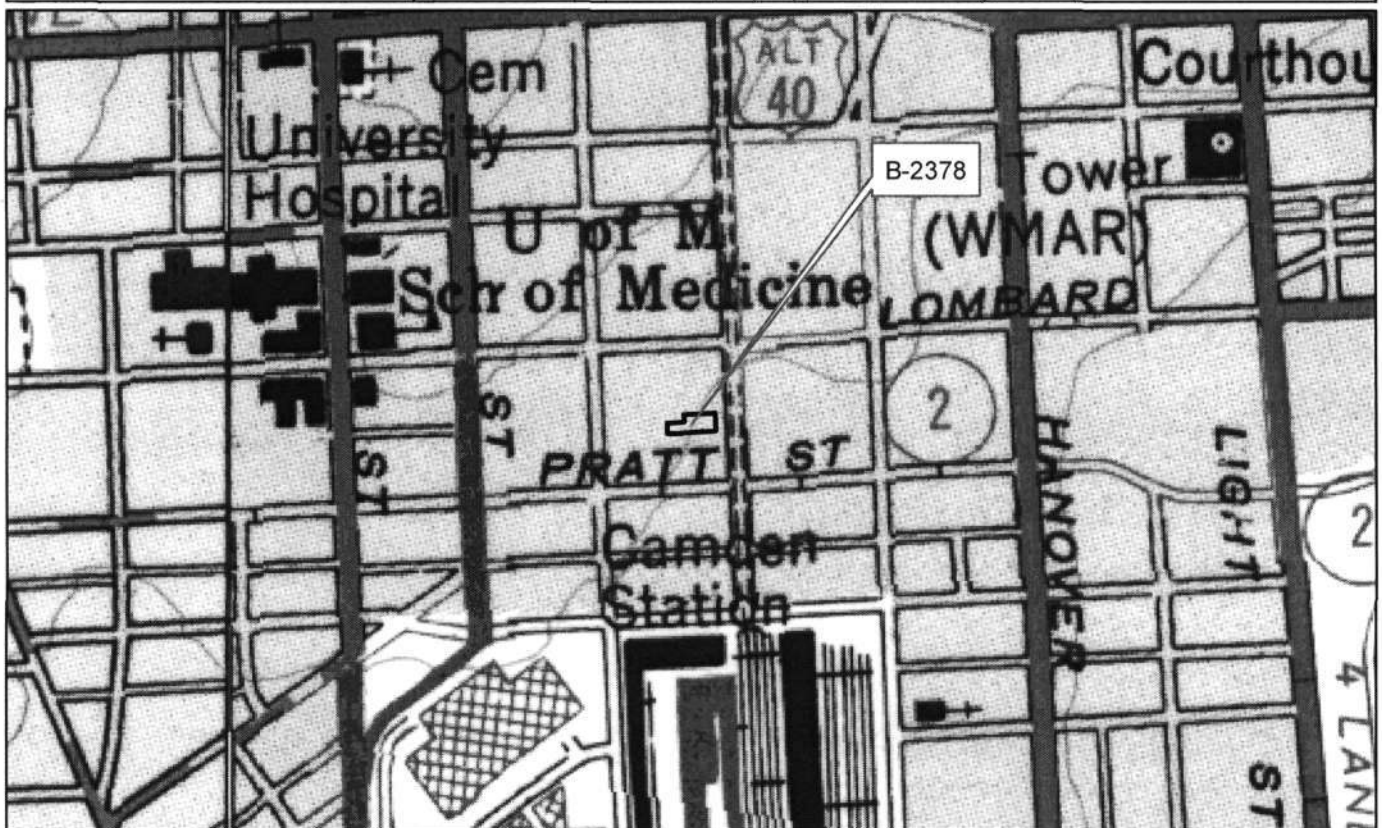 ALT
40
Cem
Courthou
University
Hospital
B-2378
Tower
(WMAR)
U of M
Sch of Medicine
LOMBARD
2
ST
ST
PRATT ST
HANOVER
LIGHT
2
Camden
Station
4 LAN
ST